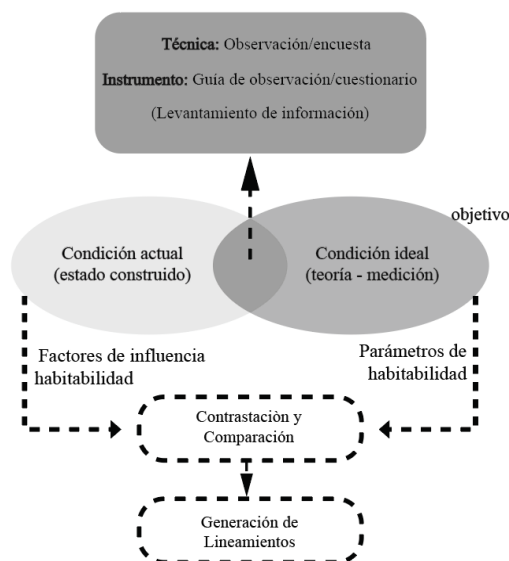 Técnica: Observación/encuesta
Instrumento: Guía de observación/cuestionario
(Levantamiento de información)
objetivo
Condición actual
(estado construido)
Condición ideal
(teoría - medición)
Factores de influencia
habitabilidad
Parámetros de
habitabilidad
Contrastaciòn y
Comparación
Generación de
Lineamientos